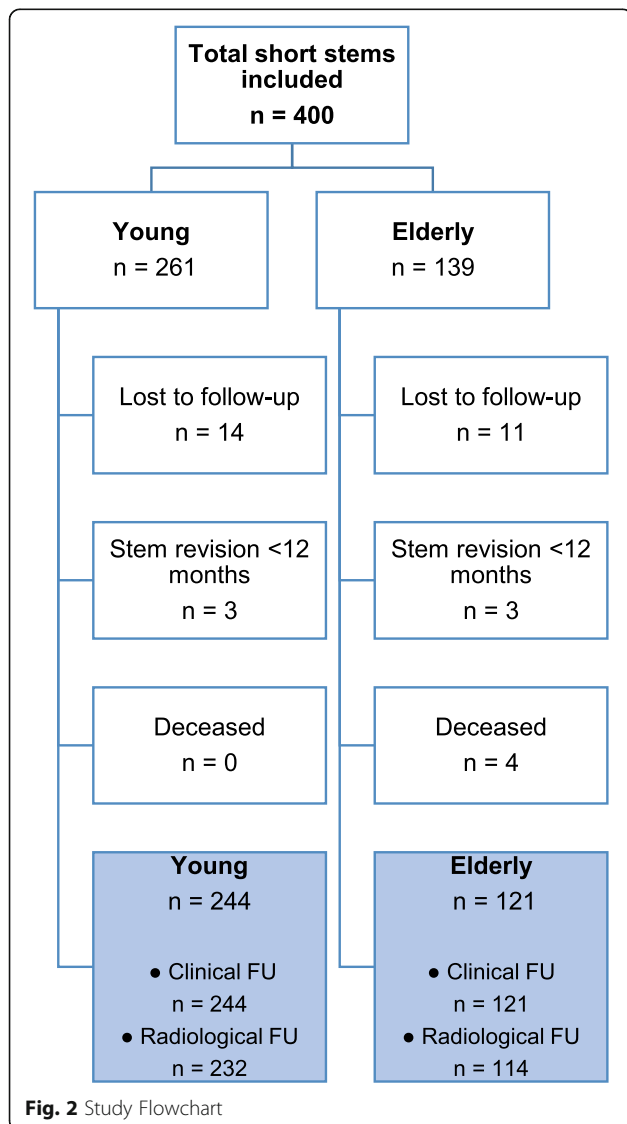 Total short stems
included
n = 400
Young
n = 261
Elderly
n = 139
Lost to follow-up
n = 14
Lost to follow-up
n = 11
Stem revision <12
months
n = 3
Stem revision <12
months
n = 3
Deceased
n = 0
Deceased
n = 4
Young
n = 244
● Clinical FU
n = 244
● Radiological FU
n = 232
Elderly
n = 121
● Clinical FU
n = 121
● Radiological FU
n = 114
Fig. 2 Study Flowchart